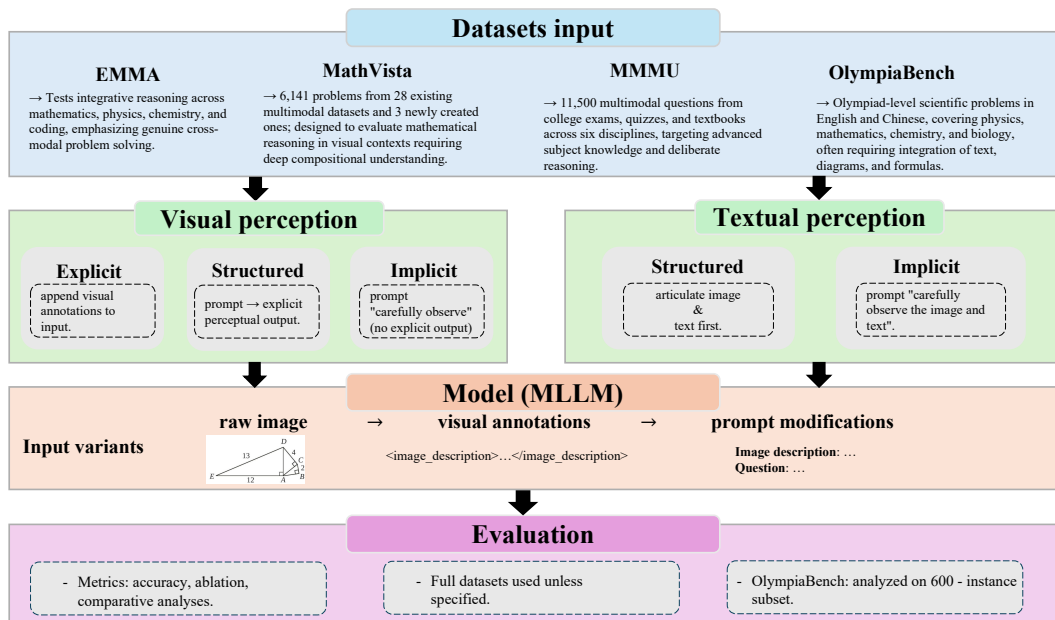 Datasets input
EMMA
→ Tests integrative reasoning across
mathematics, physics, chemistry, and
coding, emphasizing genuine cross-
modal problem solving.
MathVista
→ 6,141 problems from 28 existing
multimodal datasets and 3 newly created
ones; designed to evaluate mathematical
reasoning in visual contexts requiring
deep compositional understanding.
MMMU
→ 11,500 multimodal questions from
college exams, quizzes, and textbooks
across six disciplines, targeting advanced
subject knowledge and deliberate
reasoning.
OlympiaBench
→ Olympiad-level scientific problems in
English and Chinese, covering physics,
mathematics, chemistry, and biology,
often requiring integration of text,
diagrams, and formulas.
Visual perception
Explicit
append visual
annotations to
input.
Structured
prompt → explicit
perceptual output.
Implicit
prompt
"carefully observe"
(no explicit output)
Textual perception
Structured
articulate image
&
text first.
Implicit
prompt "carefully
observe the image and
text".
Model (MLLM)
Input variants
raw image → visual annotations → prompt modifications
D
13 4
C
2
E 12 A B
<image_description>…</image_description>
Image description: …
Question: …
Evaluation
- Metrics: accuracy, ablation,
comparative analyses.
- Full datasets used unless
specified.
- OlympiaBench: analyzed on 600 - instance
subset.